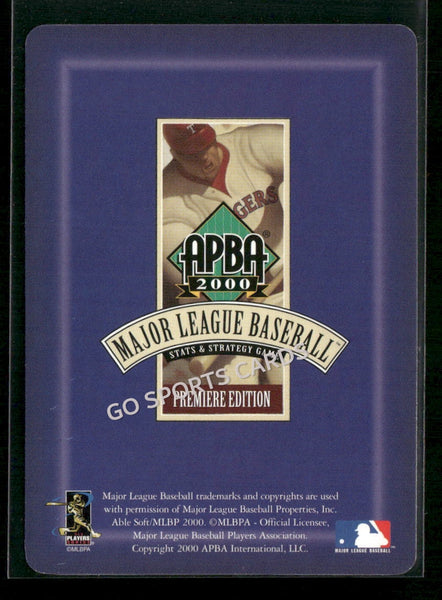 T
GERS
APBA®
2000
MAJOR LEAGUE BASEBALL™
STATS & STRATEGY GAME
GO SPORTS CARDS
PREMIERE EDITION
Major League Baseball trademarks and copyrights are used
with permission of Major League Baseball Properties, Inc.
Able Soft/MLBP 2000. ©MLBPA - Official Licensee,
Major League Baseball Players Association.
Copyright 2000 APBA International, LLC.
PLAYERS
©MLBPA
MAJOR LEAGUE BASEBALL